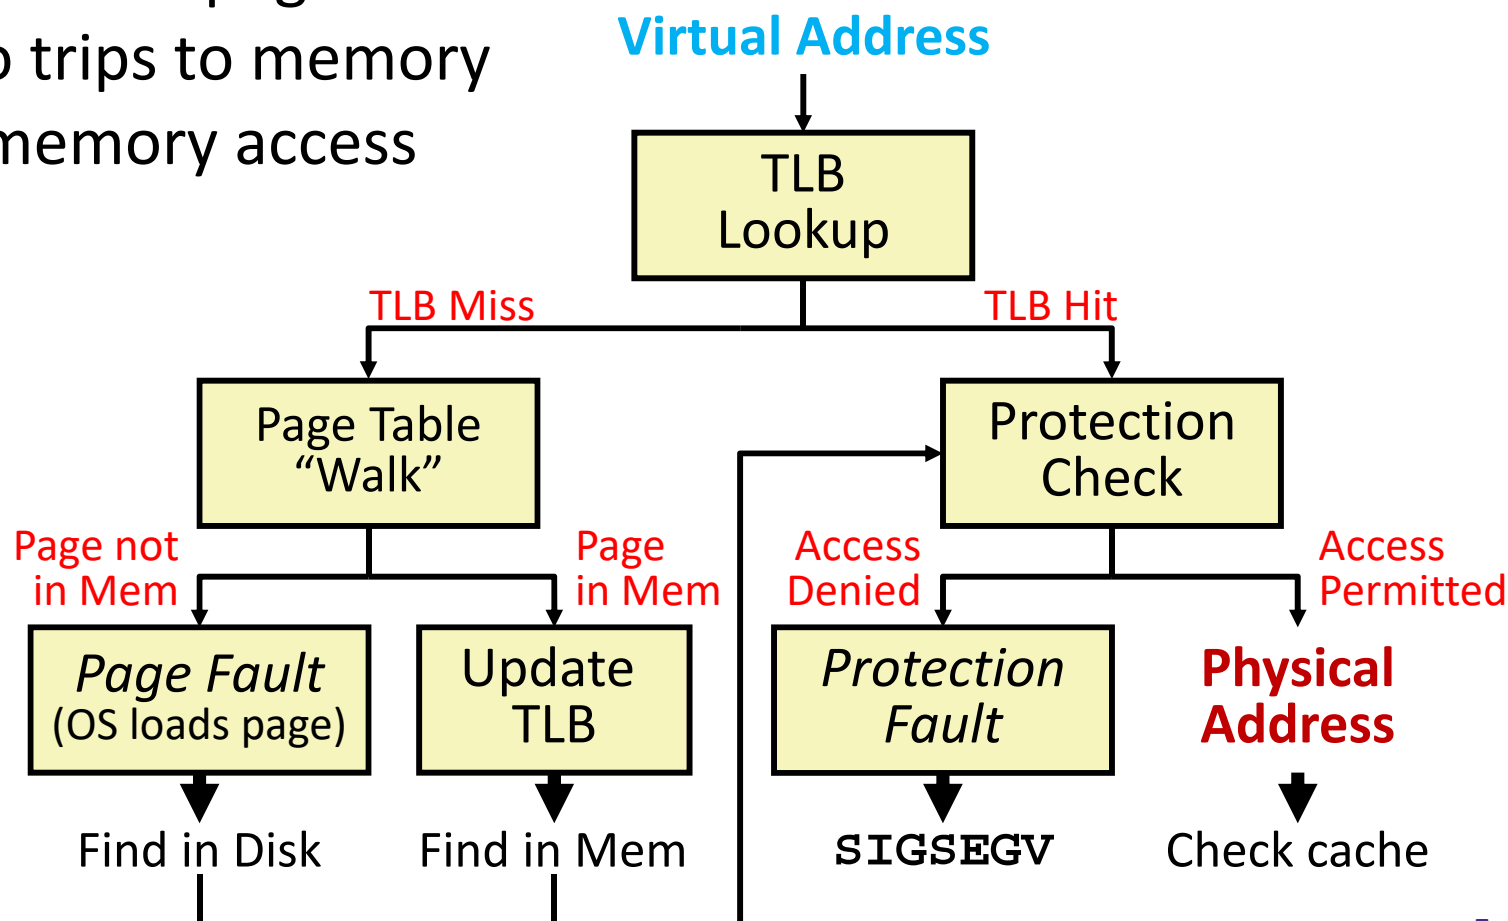 trips to memory
memory access
Virtual Address
TLB
Lookup
TLB Miss
TLB Hit
Page Table
“Walk”
Protection
Check
Page not
in Mem
Page
in Mem
Access
Denied
Access
Permitted
Page Fault
(OS loads page)
Update
TLB
Protection
Fault
Physical
Address
Find in Disk
Find in Mem
SIGSEGV
Check cache